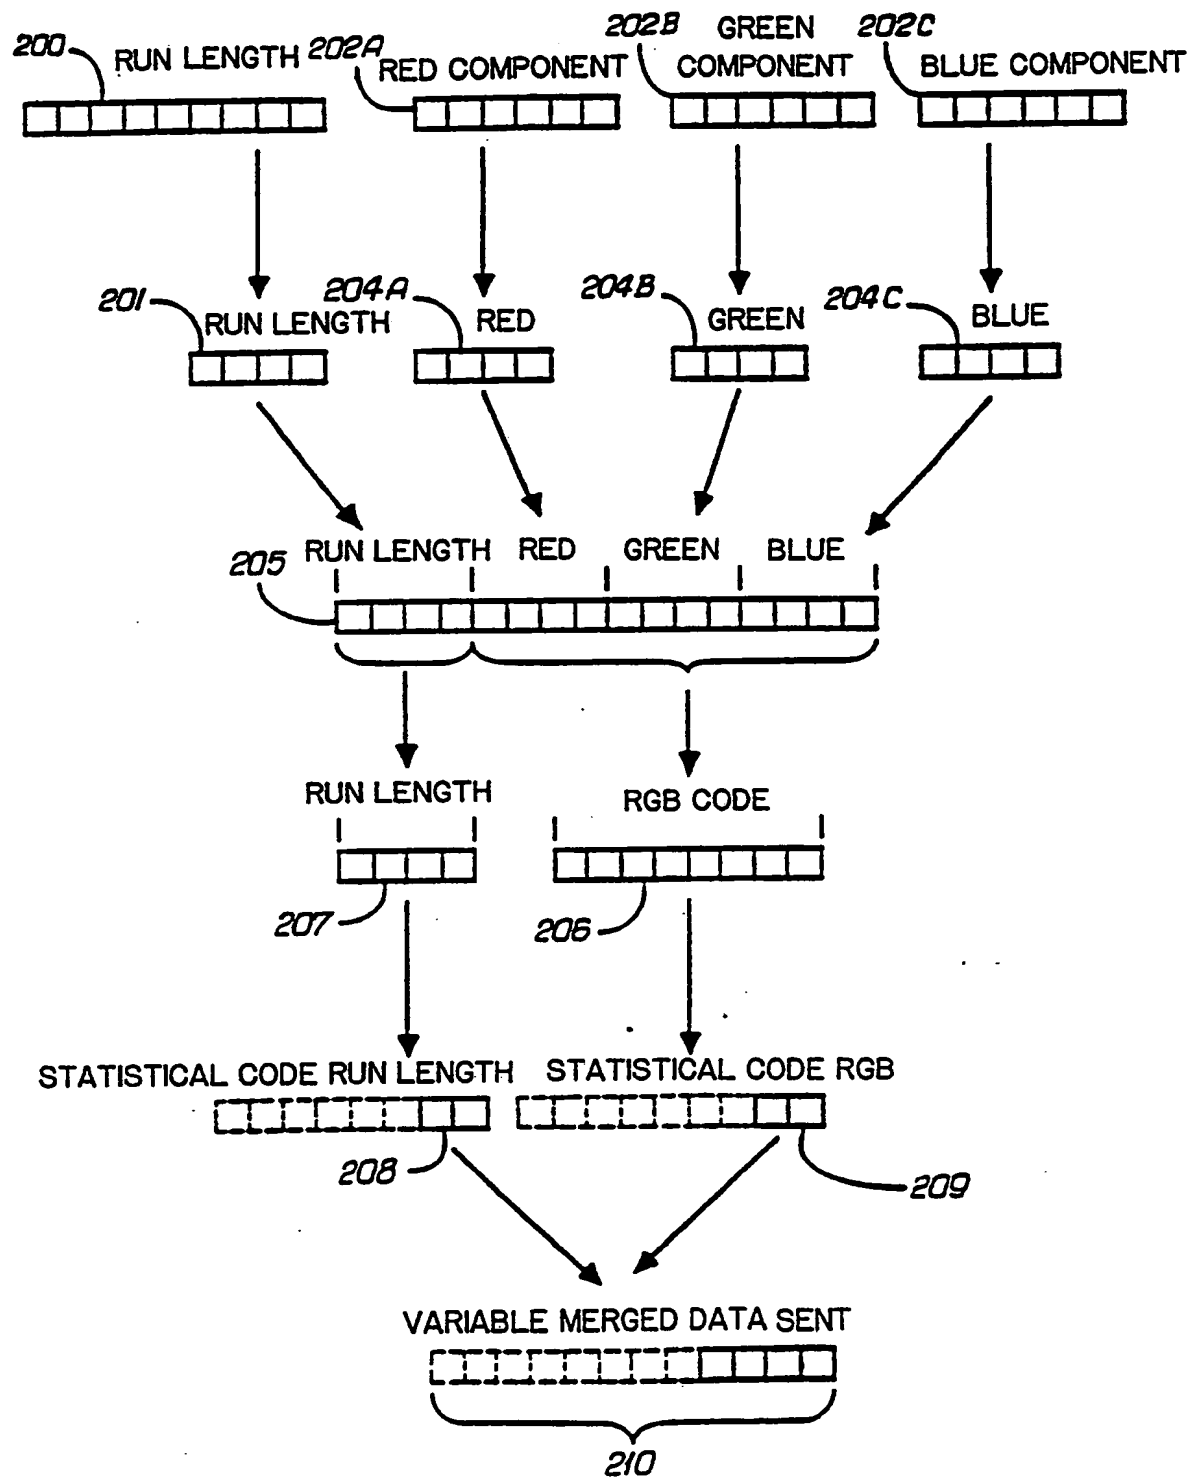 200 RUN LENGTH
202A RED COMPONENT
202B GREEN COMPONENT
202C BLUE COMPONENT
201 RUN LENGTH
204A RED
204B GREEN
204C BLUE
205 RUN LENGTH RED GREEN BLUE
RUN LENGTH RGB CODE
207 206
STATISTICAL CODE RUN LENGTH STATISTICAL CODE RGB
208 209
VARIABLE MERGED DATA SENT
210